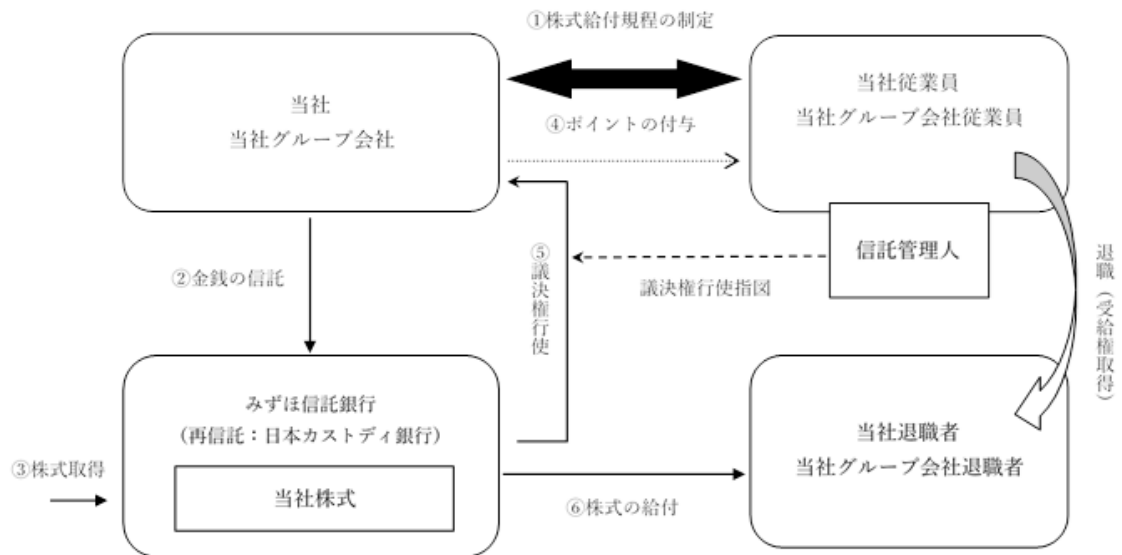 ①株式給付規程の制定
当社
当社グループ会社
当社従業員
当社グループ会社従業員
④ポイントの付与
信託管理人
②金銭の信託
⑤議決権行使
議決権行使指図
退職（受給権取得）
みずほ信託銀行
(再信託：日本カストディ銀行)
③株式取得
当社株式
当社退職者
当社グループ会社退職者
⑥株式の給付